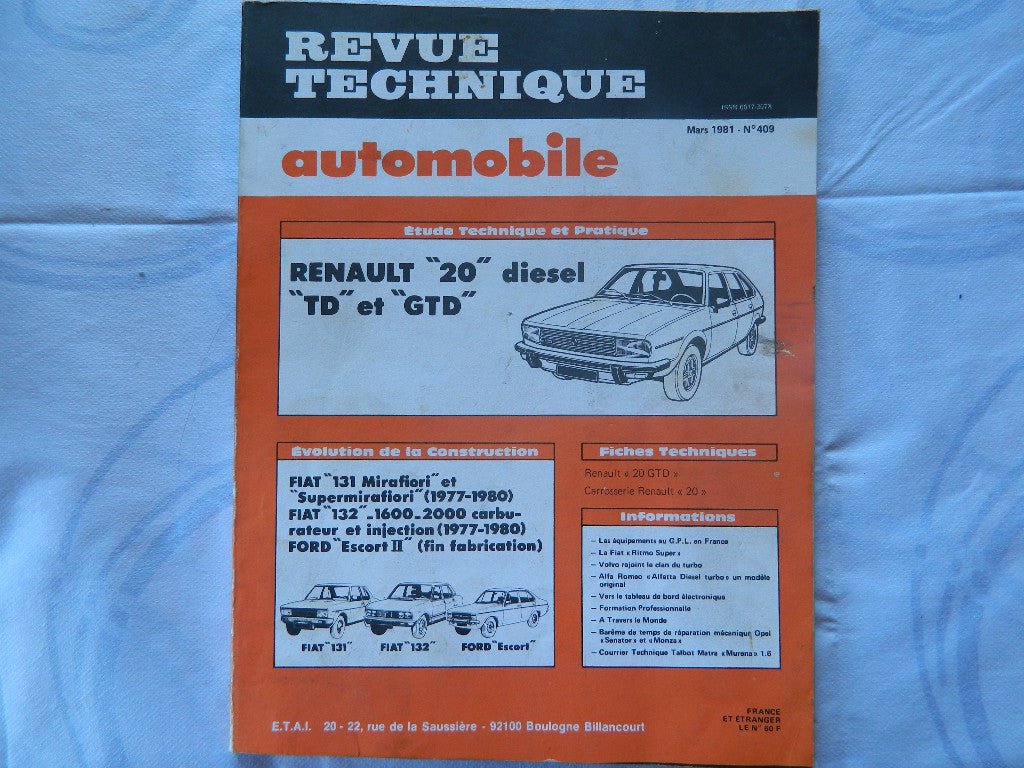 REVUE
TECHNIQUE
ISSN 0017-307X
Mars 1981 - N° 409
automobile
Étude Technique et Pratique
RENAULT "20" diesel
"TD" et "GTD"
Évolution de la Construction
FIAT "131 Mirafiori" et
"Supermirafiori" (1977-1980)
FIAT "132"_1600_2000 carbu-
rateur et injection (1977-1980)
FORD "Escort II" (fin fabrication)
FIAT "131"
FIAT "132"
FORD "Escort"
Fiches Techniques
Renault « 20 GTD »
Carrosserie Renault « 20 »
Informations
— Les équipements au G.P.L. en France
— La Fiat « Ritmo Super »
— Volvo rejoint le clan du turbo
— Alfa Romeo « Alfetta Diesel turbo » un modèle
original
— Vers le tableau de bord électronique
— Formation Professionnelle
— A Travers le Monde
— Barême de temps de réparation mécanique Opel
« Senator » et « Monza »
— Courrier Technique Talbot Matra « Murena » 1.6
E.T.A.I. 20 - 22, rue de la Saussière - 92100 Boulogne Billancourt
FRANCE
ET ÉTRANGER
LE N° 60 F